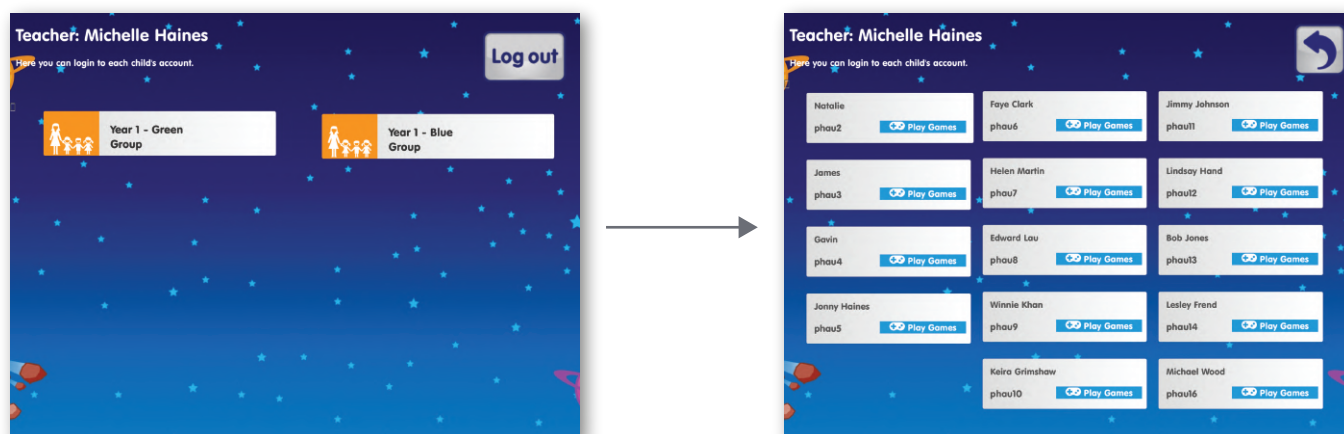 Teacher: Michelle Haines
Here you can login to each child's account.
Log out
Year 1 - Green
Group
Year 1 - Blue
Group
Teacher: Michelle Haines
Here you can login to each child's account.
Natalie
phau2 Play Games
James
phau3 Play Games
Gavin
phau4 Play Games
Jonny Haines
phau5 Play Games
Faye Clark
phau6 Play Games
Helen Martin
phau7 Play Games
Edward Lau
phau8 Play Games
Winnie Khan
phau9 Play Games
Keira Grimshaw
phau10 Play Games
Jimmy Johnson
phau11 Play Games
Lindsay Hand
phau12 Play Games
Bob Jones
phau13 Play Games
Lesley Frend
phau14 Play Games
Michael Wood
phau16 Play Games